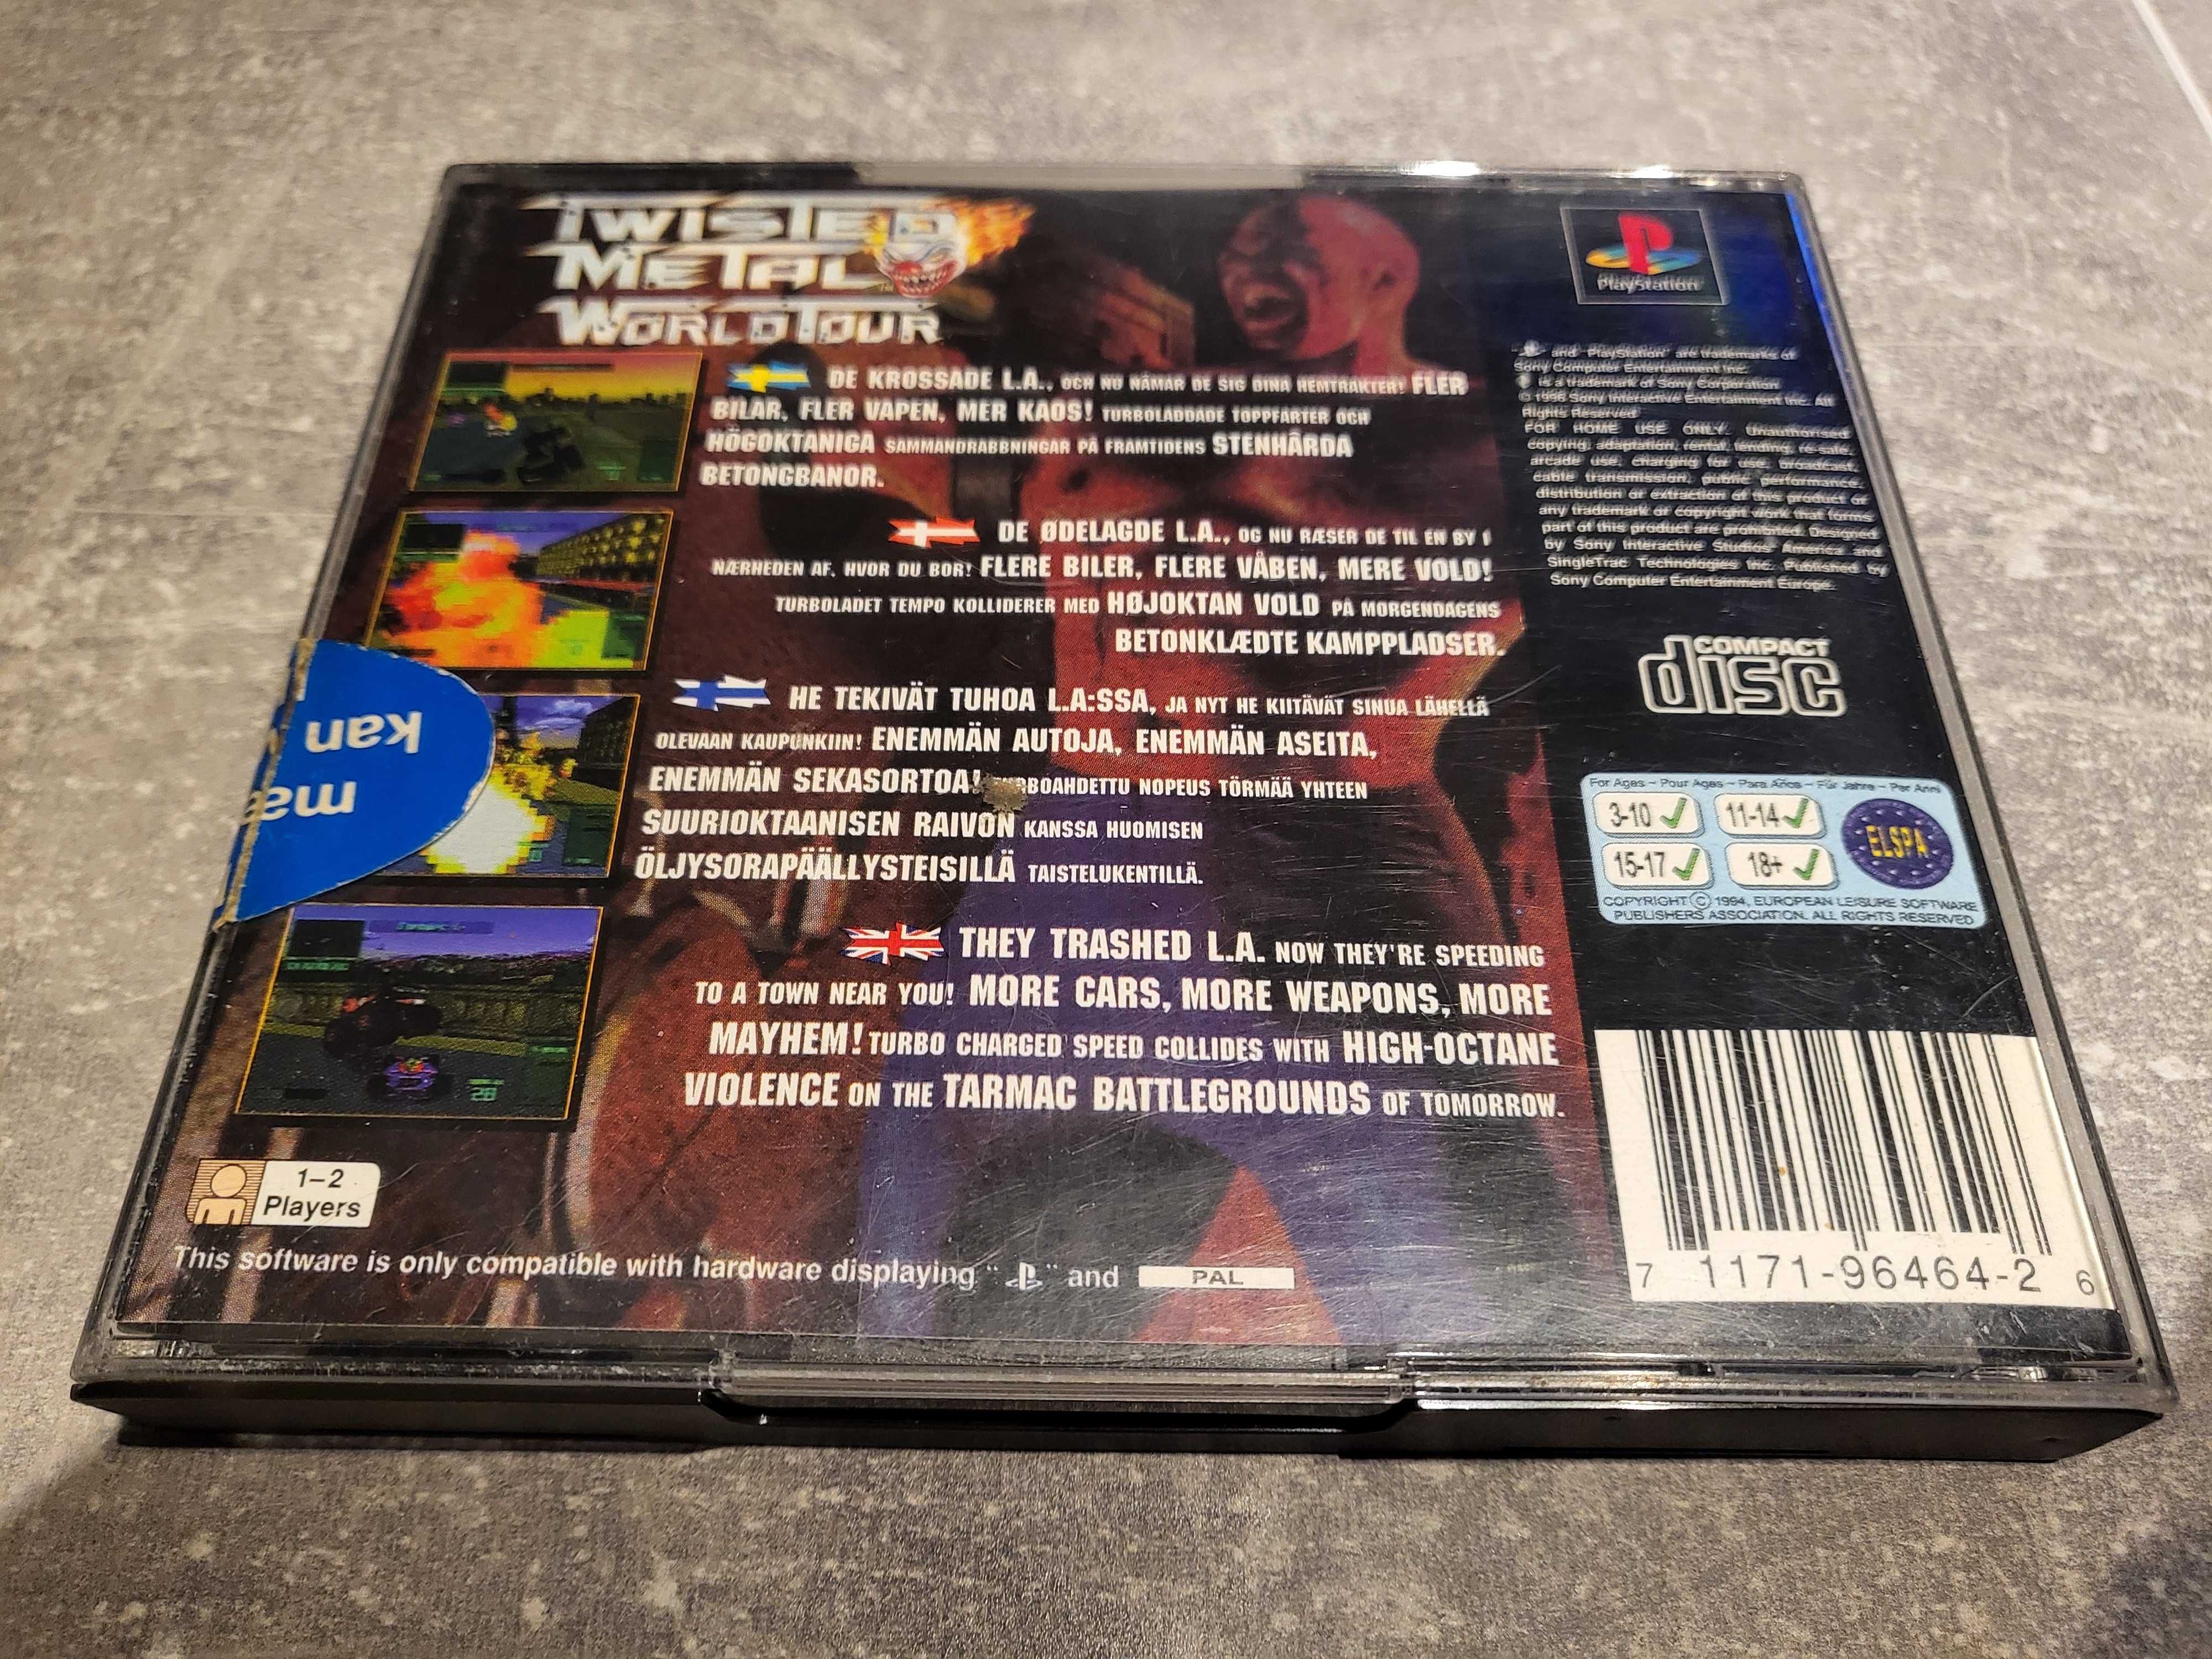 TWISTED
METAL
WORLD TOUR
DE KROSSADE L.A., OCH NU NÄMAR DE SIG DINA HEMTRAKTER! FLER
BILAR, FLER VAPEN, MER KAOS! TURBOLADDADE TOPPFARTER OCH
HÖGOKTANIGA SAMMANDRABBNINGAR PÅ FRAMTIDENS STENHÅRDA
BETONGBANOR.
DE ØDELAGDE L.A., OG NU RÆSER DE TIL EN BY I
NÆRHEDEN AF, HVOR DU BOR! FLERE BILER, FLERE VÅBEN, MERE VOLD!
TURBOLADET TEMPO KOLLIDERER MED HØJOKTAN VOLD PÅ MORGENDAGENS
BETONKLÆDTE KAMPPLADSER.
HE TEKIVÄT TUHOA L.A:SSA, JA NYT HE KIITÄVÄT SINUA LÄHELLÄ
OLEVAAN KAUPUNKIIN! ENEMMÄN AUTOJA, ENEMMÄN ASEITA,
ENEMMÄN SEKASORTOA! NOPEUS TÖRMÄÄ YHTEEN
SUURIOKTAANISEN RAIVON KANSSA HUOMISEN
ÖLJYSORAPÄÄLLYSTEISILLÄ TAISTELUKENTILLÄ.
THEY TRASHED L.A. NOW THEY'RE SPEEDING
TO A TOWN NEAR YOU! MORE CARS, MORE WEAPONS, MORE
MAYHEM! TURBO CHARGED SPEED COLLIDES WITH HIGH-OCTANE
VIOLENCE ON THE TARMAC BATTLEGROUNDS OF TOMORROW.
kan
1-2
Players
This software is only compatible with hardware displaying " " and PAL
PlayStation
and "PlayStation" are trademarks of
Sony Computer Entertainment Inc.
is a trademark of Sony Corporation
© 1996 Sony Interactive Entertainment Inc. All
Rights Reserved
FOR HOME USE ONLY. Unauthorised
copying, adaptation, rental, lending, re-sale,
arcade use, charging for use, broadcast,
cable transmission, public performance,
distribution or extraction of this product or
any trademark or copyright work that forms
part of this product are prohibited. Designed
by Sony Interactive Studios America and
SingleTrac Technologies Inc. Published by
Sony Computer Entertainment Europe.
COMPACT
disc
For Ages - Pour Ages - Para Años - Für Jahre - Per Anni
3-10 11-14
15-17 18+
ELSPA
COPYRIGHT © 1994, EUROPEAN LEISURE SOFTWARE
PUBLISHERS ASSOCIATION. ALL RIGHTS RESERVED
7 11719-6464-2 6